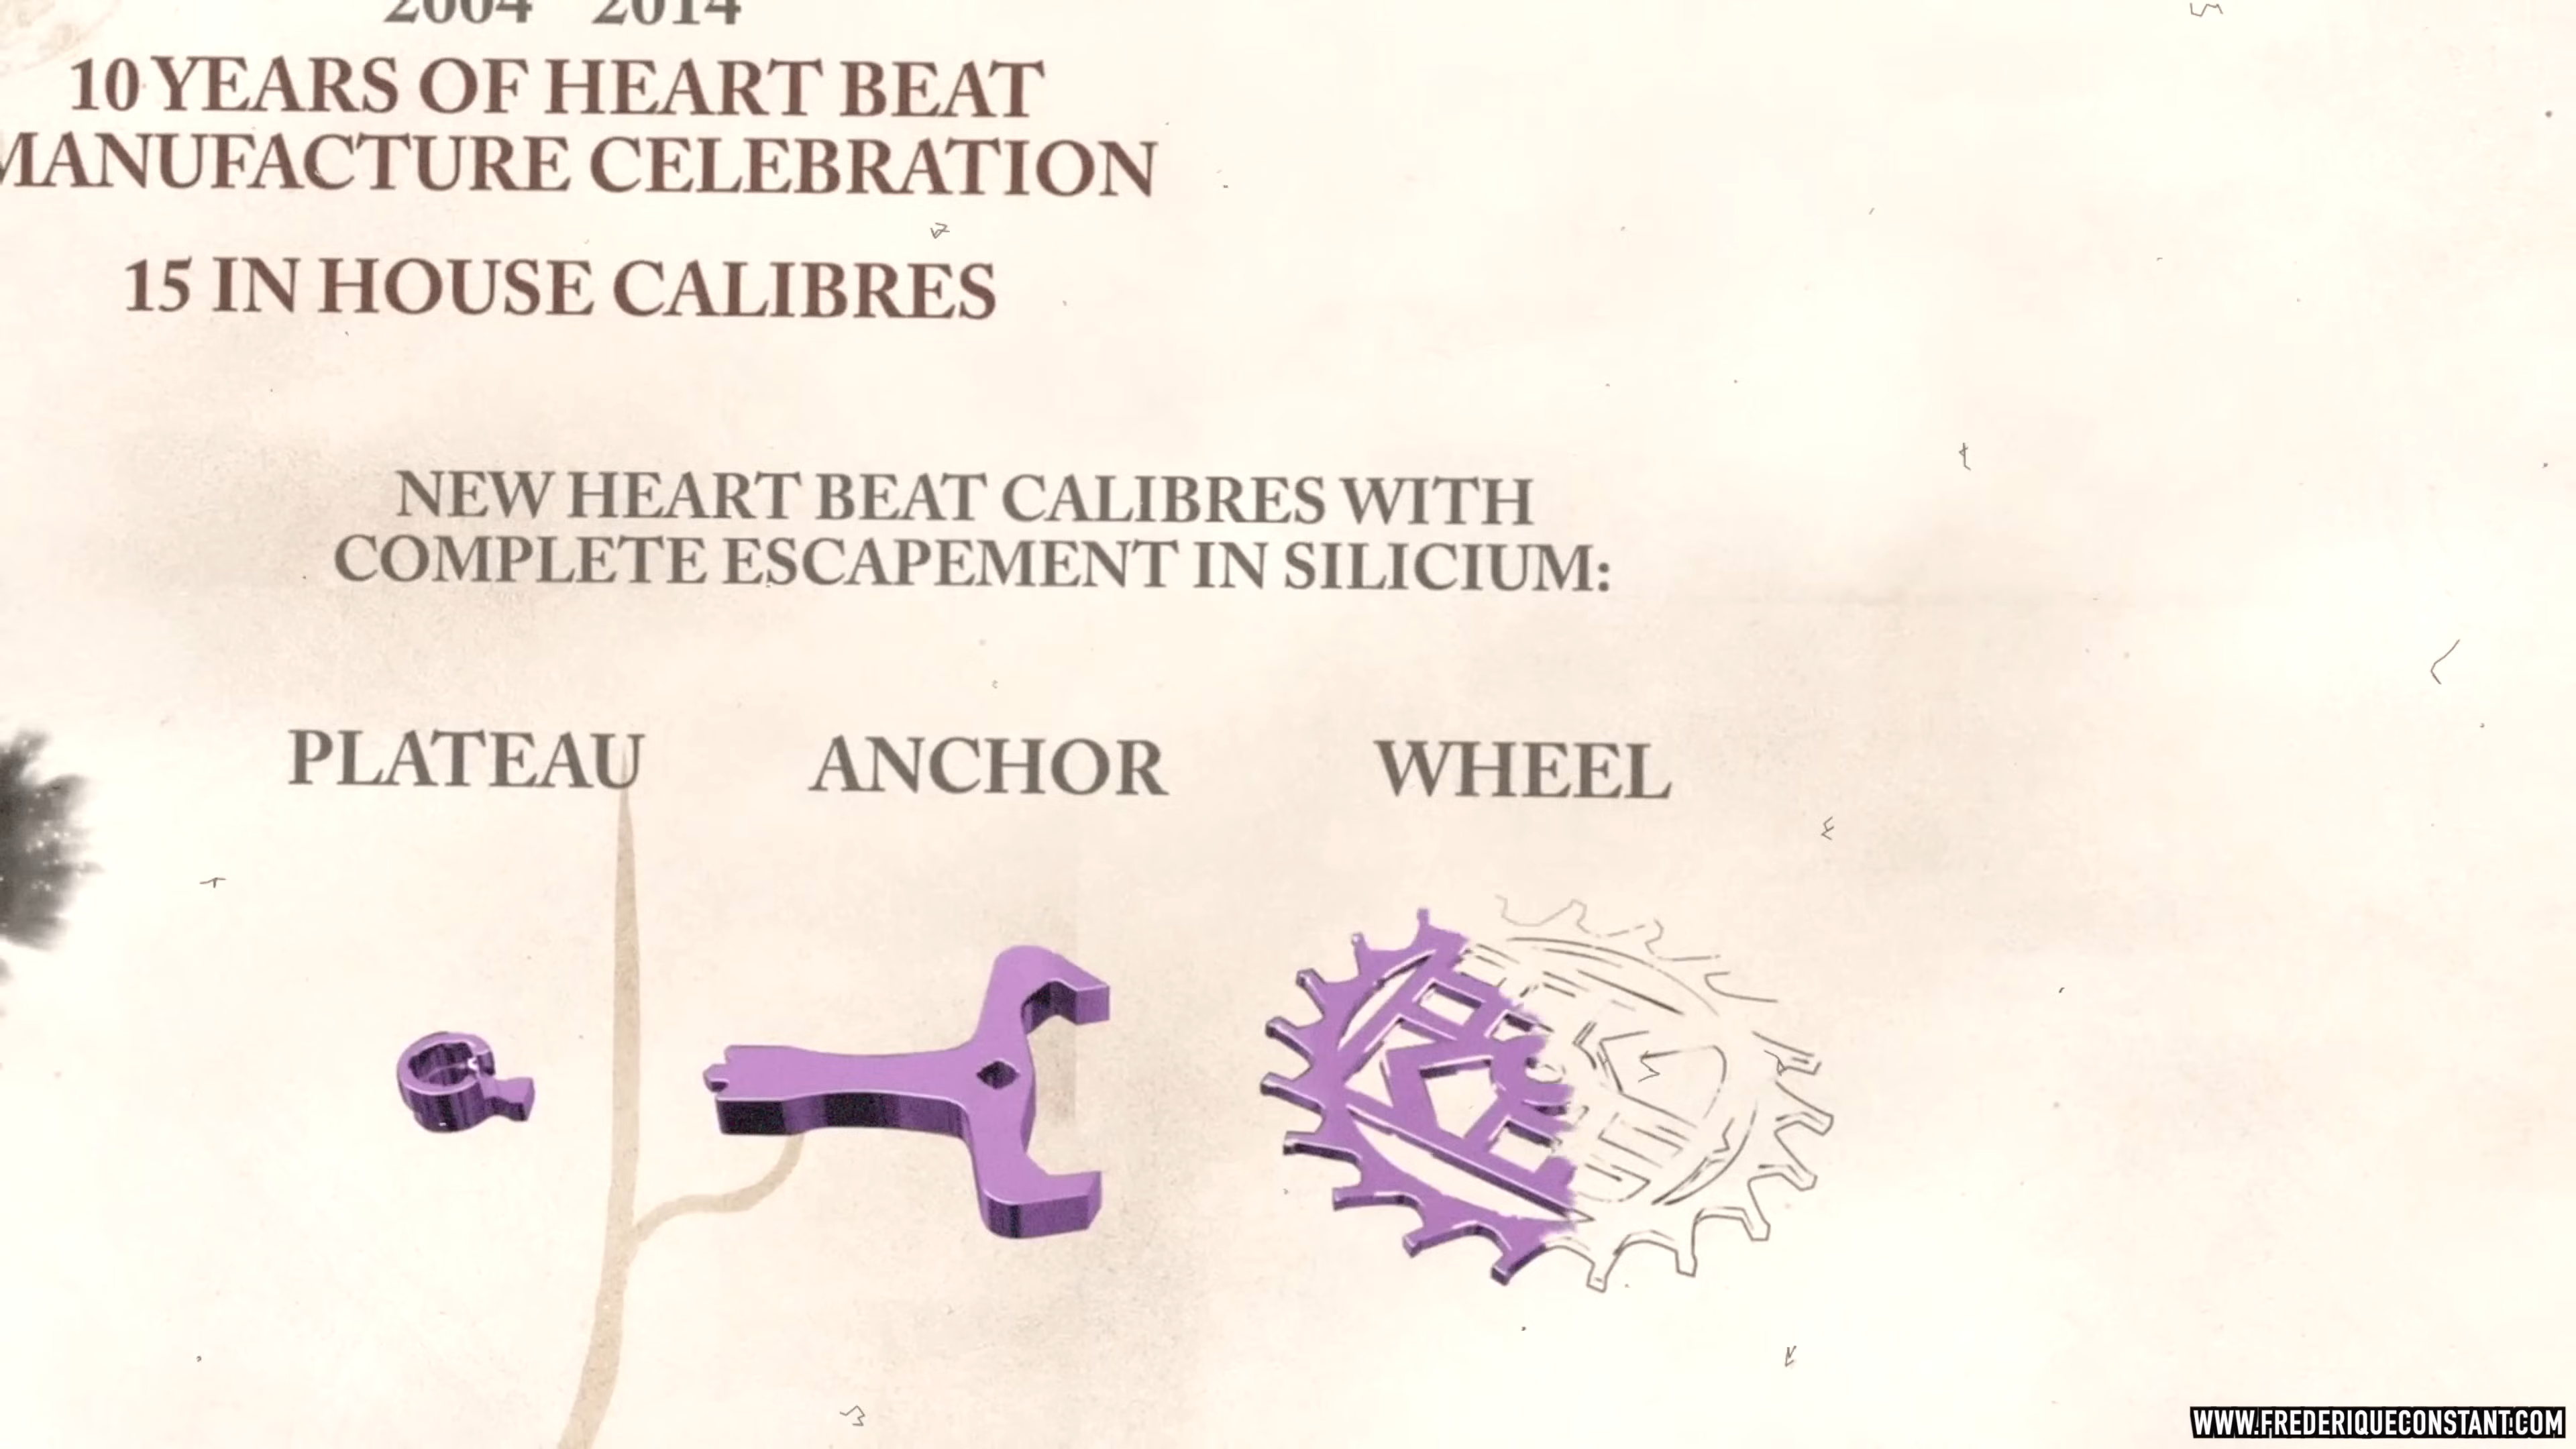 2004 2014
10 YEARS OF HEART BEAT
MANUFACTURE CELEBRATION
15 IN HOUSE CALIBRES
NEW HEART BEAT CALIBRES WITH
COMPLETE ESCAPEMENT IN SILICIUM:
PLATEAU ANCHOR WHEEL
WWW.FREDERIQUECONSTANT.COM